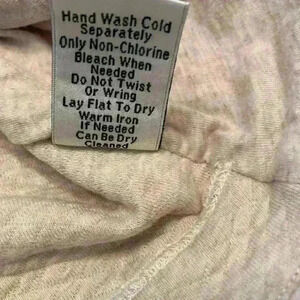 Hand Wash Cold
Separately
Only Non-Chlorine
Bleach When
Needed
Do Not Twist
Or Wring
Lay Flat To Dry
Warm Iron
If Needed
Can Be Dry
Cleaned